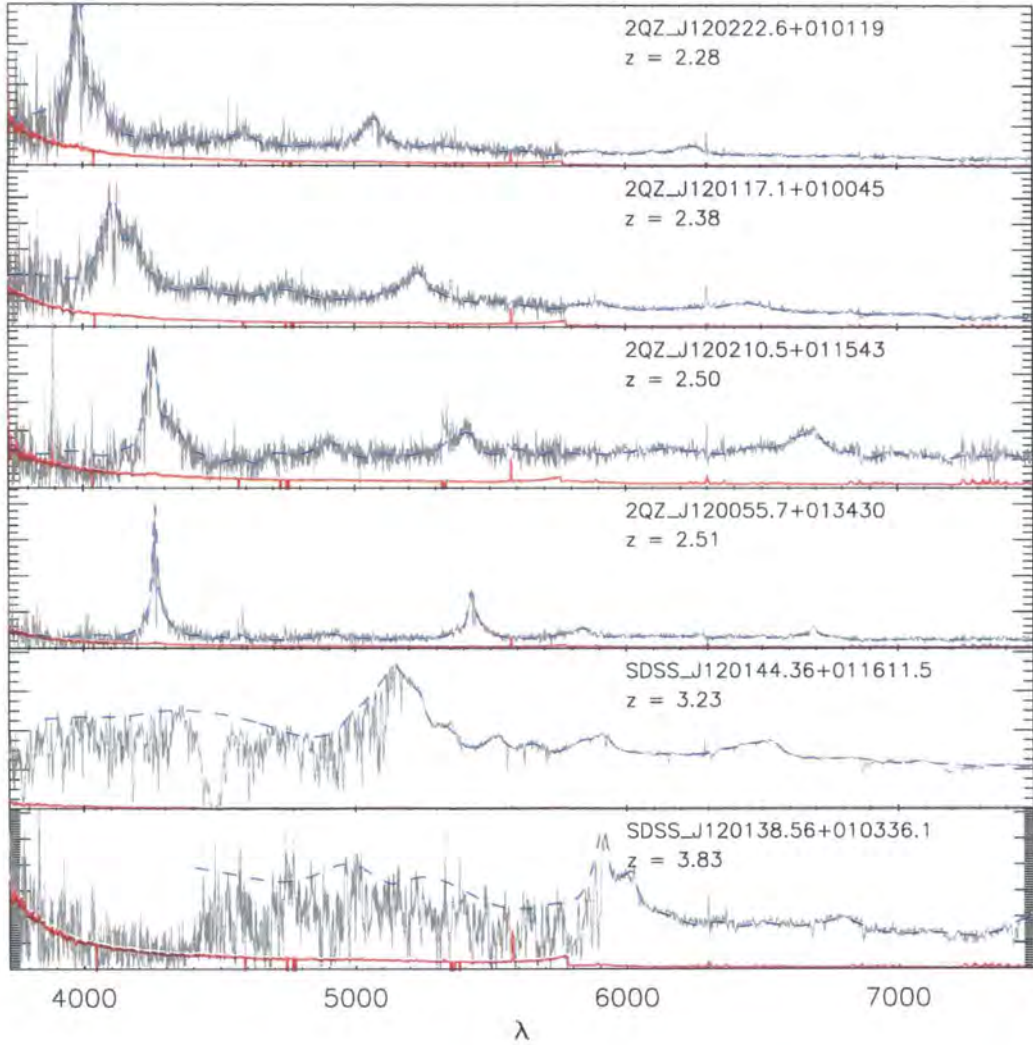 2QZ_J120222.6+010119
z = 2.28
2QZ_J120117.1+010045
z = 2.38
2QZ_J120210.5+011543
z = 2.50
2QZ_J120055.7+013430
z = 2.51
SDSS_J120144.36+011611.5
z = 3.23
SDSS_J120138.56+010336.1
z = 3.83
4000 5000 6000 7000
λ